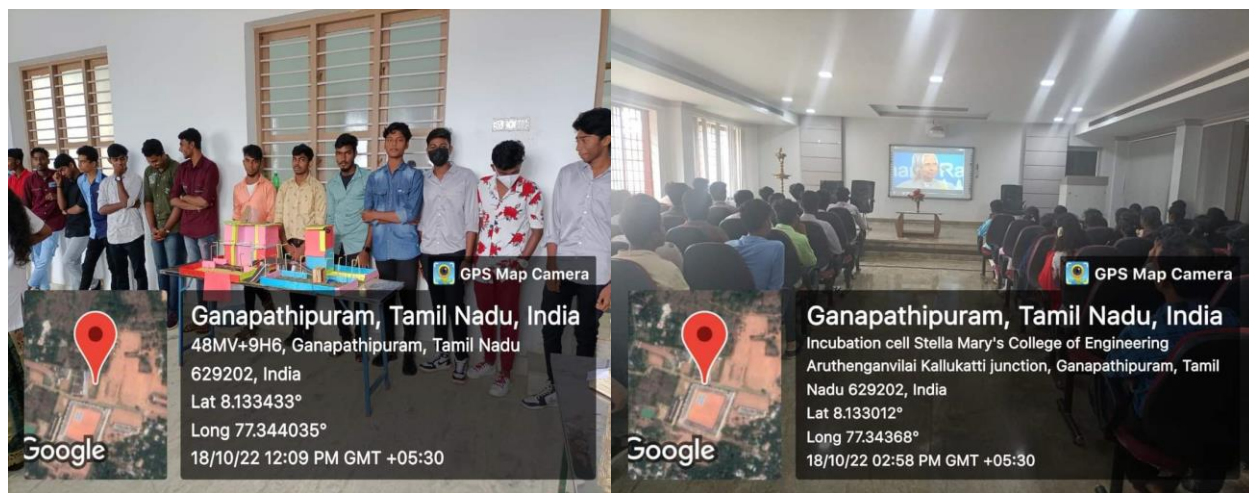 GPS Map Camera
Ganapathipuram, Tamil Nadu, India
48MV+9H6, Ganapathipuram, Tamil Nadu
629202, India
Lat 8.133433°
Long 77.344035°
18/10/22 12:09 PM GMT +05:30
Google
GPS Map Camera
Ganapathipuram, Tamil Nadu, India
Incubation cell Stella Mary's College of Engineering
Aruthenganvilai Kallukatti junction, Ganapathipuram, Tamil
Nadu 629202, India
Lat 8.133012°
Long 77.34368°
18/10/22 02:58 PM GMT +05:30
Google